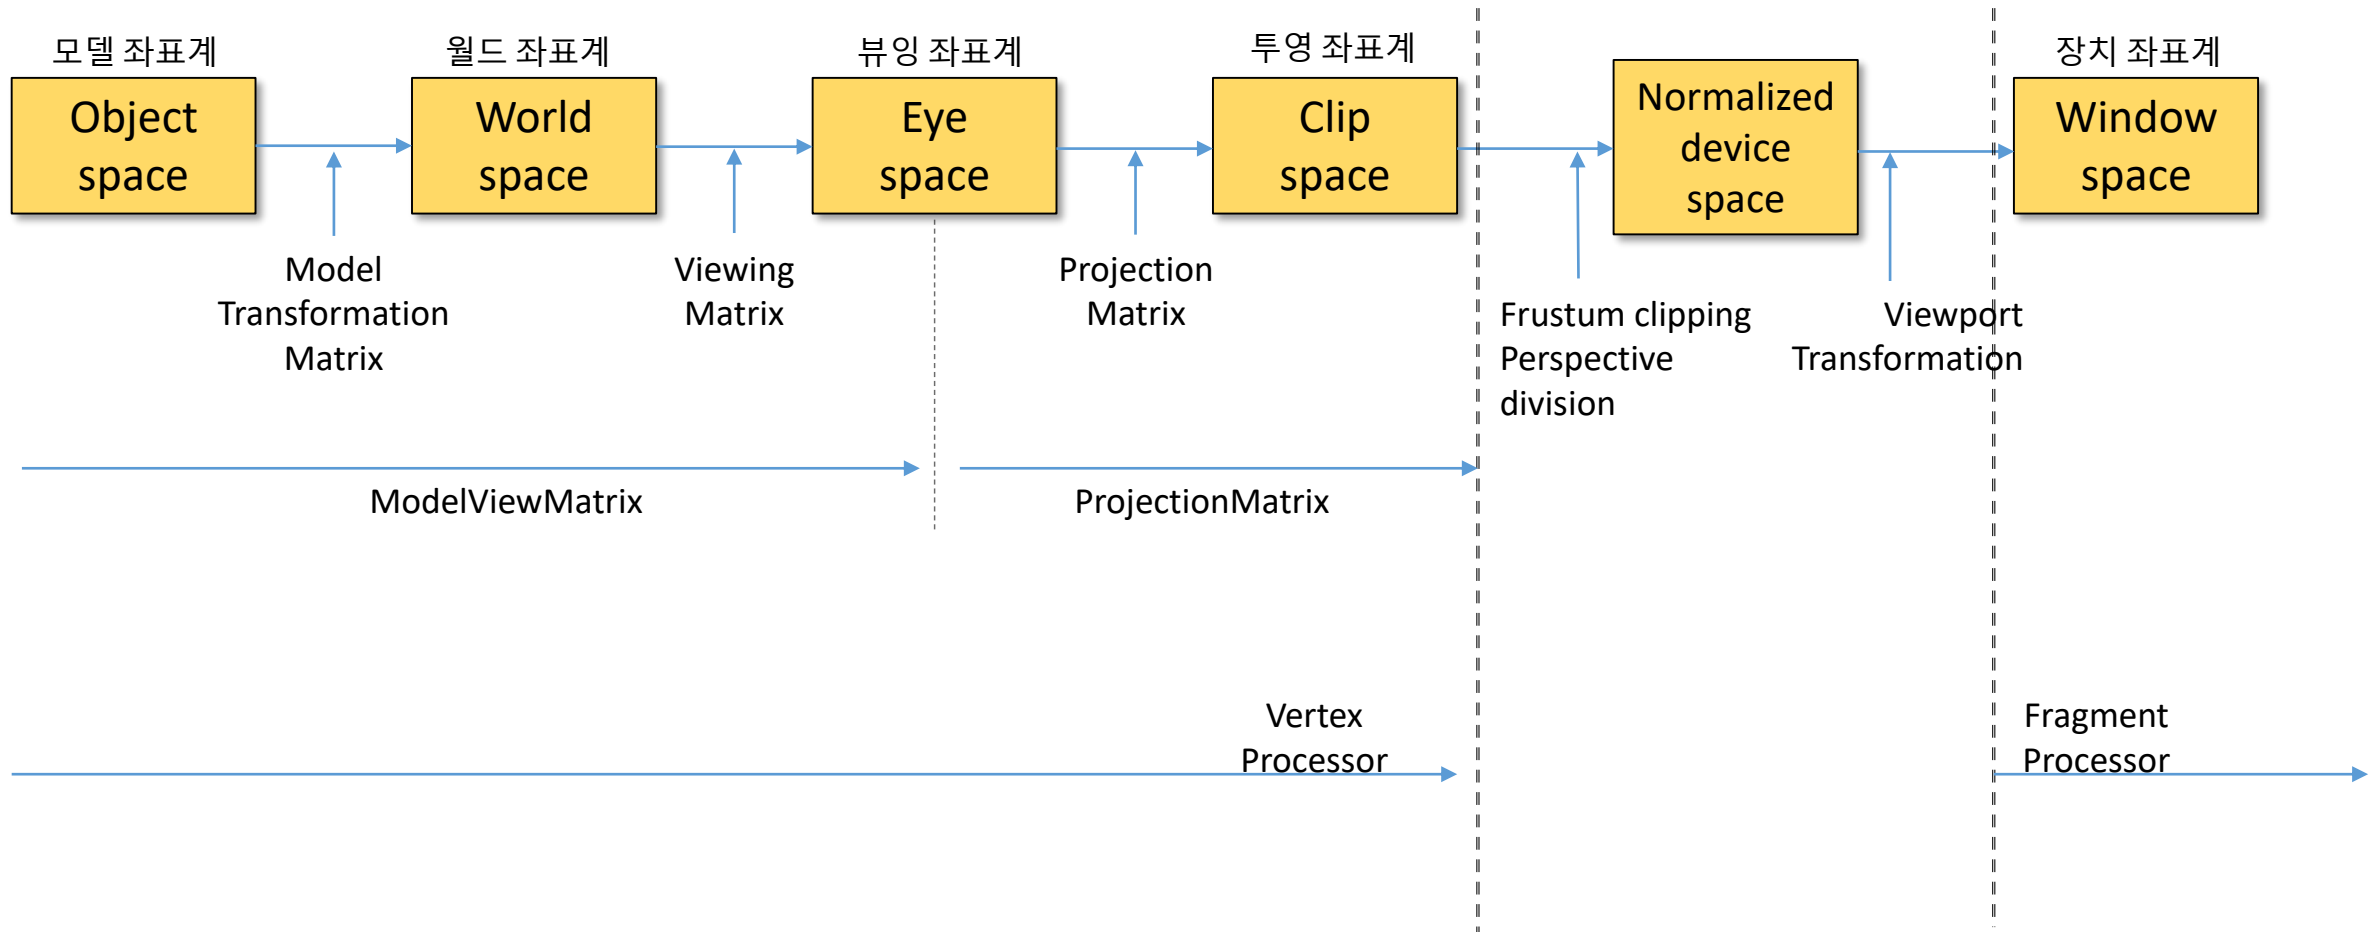 모델 좌표계
월드 좌표계
뷰잉 좌표계
투영 좌표계
장치 좌표계
Object
space
World
space
Eye
space
Clip
space
Normalized
device
space
Window
space
Model
Transformation
Matrix
Viewing
Matrix
Projection
Matrix
Frustum clipping
Perspective
division
Viewport
Transformation
ModelViewMatrix
ProjectionMatrix
Vertex
Processor
Fragment
Processor